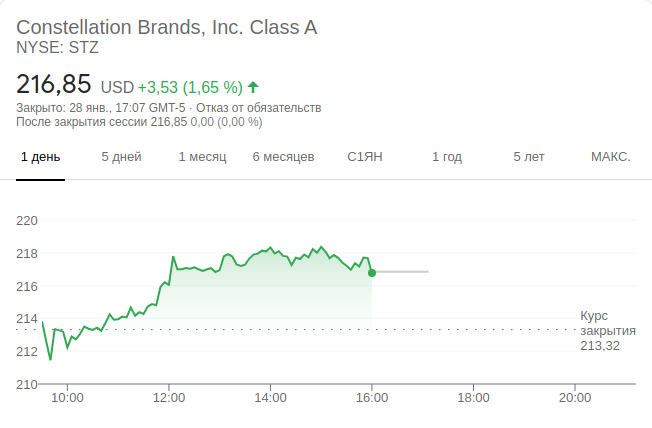 Constellation Brands, Inc. Class A
NYSE: STZ
216,85 USD +3,53 (1,65 %)
Закрыто: 28 янв., 17:07 GMT-5 · Отказ от обязательств
После закрытия сессии 216,85 0,00 (0,00 %)
1 день 5 дней 1 месяц 6 месяцев С1ЯН 1 год 5 лет МАКС.
220
218
216
214
212
210
Курс
закрытия
213,32
10:00 12:00 14:00 16:00 18:00 20:00